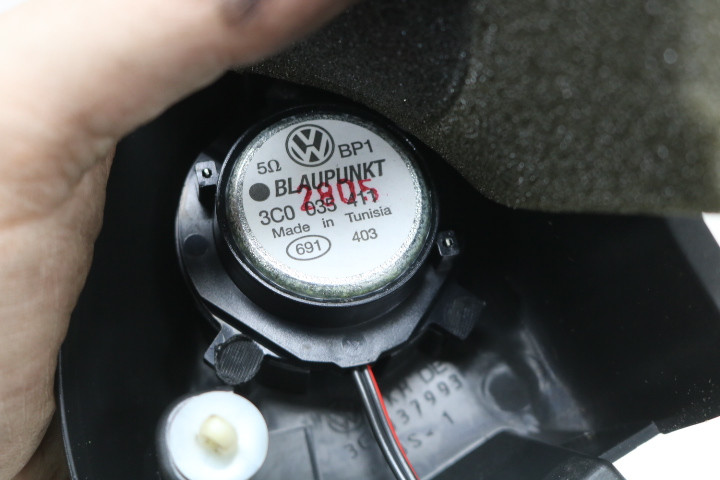 VW
5Ω BP1
BLAUPUNKT
2805
3C0 035 411
Made in Tunisia
691 403